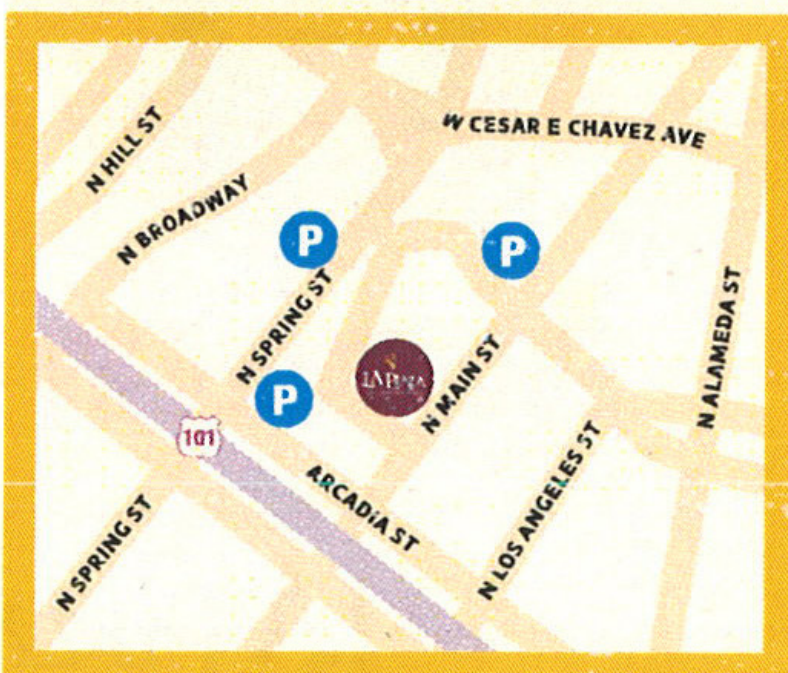 N HILL ST
W CESAR E CHAVEZ AVE
N BROADWAY
P
P
N SPRING ST
N ALAMEDA ST
P
N MAIN ST
101
ARCADIA ST
N LOS ANGELES ST
N SPRING ST